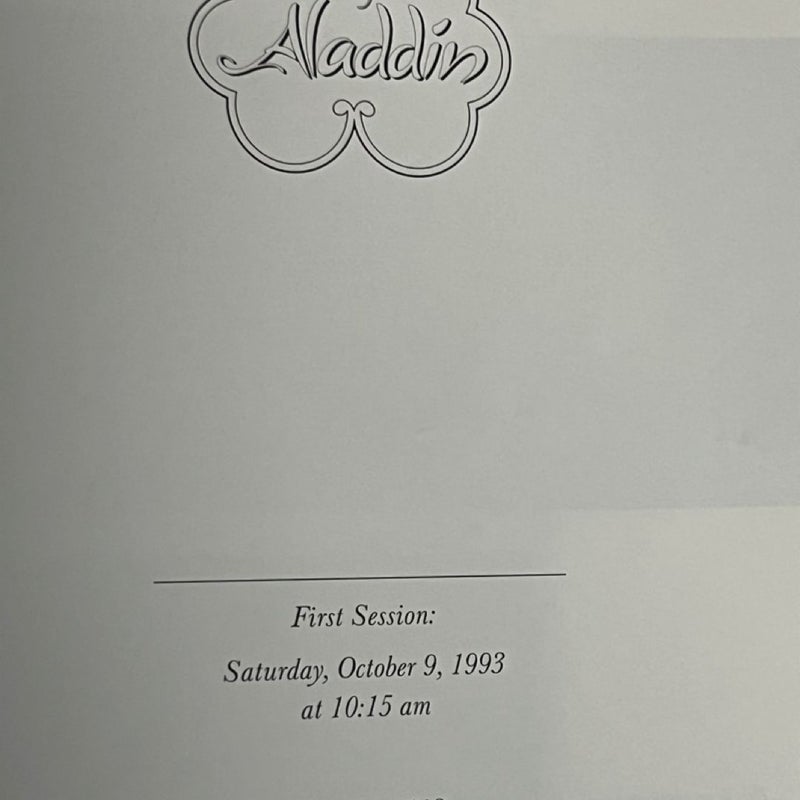 Aladdin
First Session:
Saturday, October 9, 1993
at 10:15 am